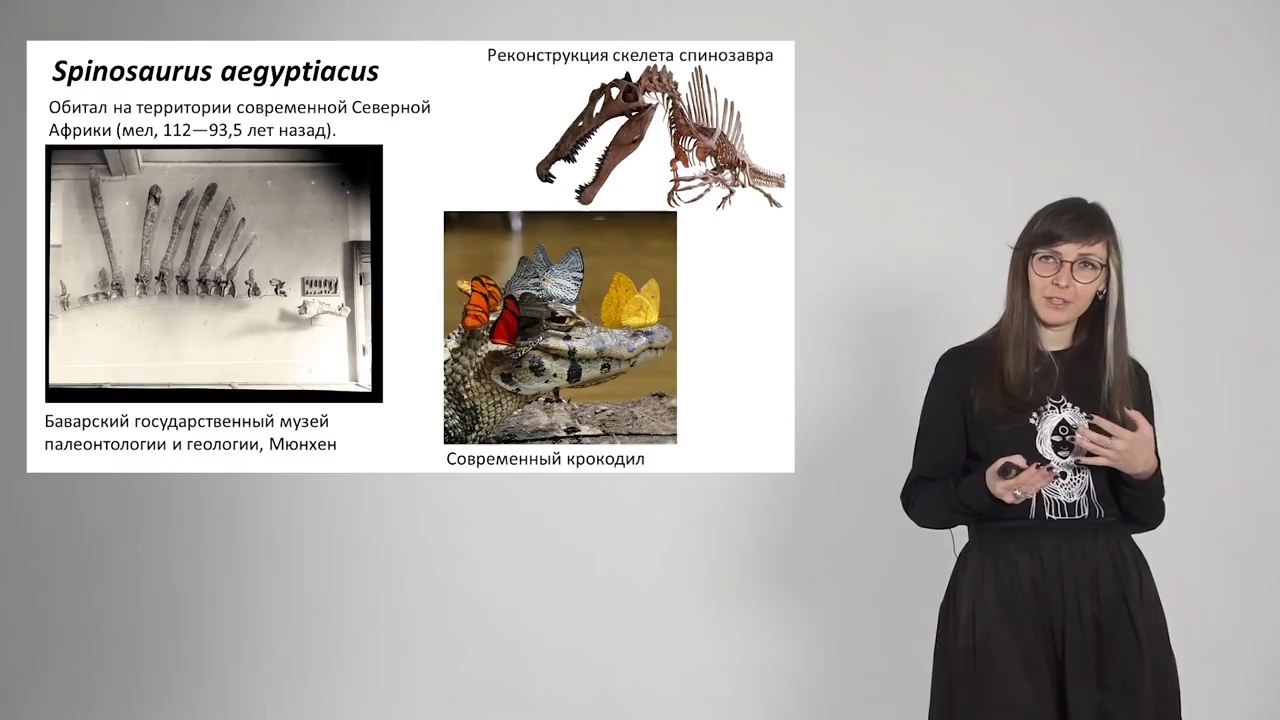 Spinosaurus aegyptiacus
Обитал на территории современной Северной
Африки (мел, 112—93,5 лет назад).
Баварский государственный музей
палеонтологии и геологии, Мюнхен
Реконструкция скелета спинозавра
Современный крокодил